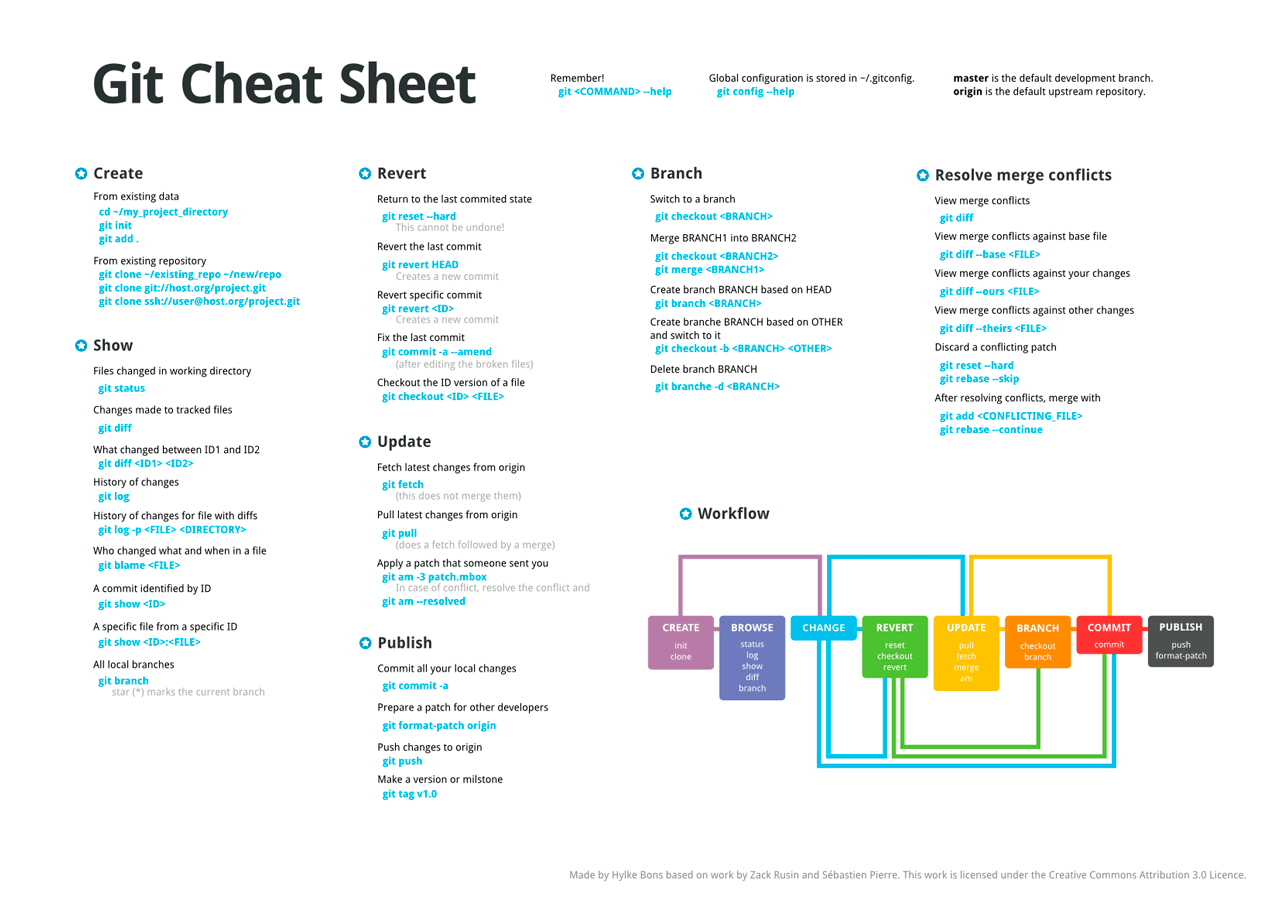 Git Cheat Sheet
Remember!
git <COMMAND> --help
Global configuration is stored in ~/.gitconfig.
git config --help
master is the default development branch.
origin is the default upstream repository.
Create
From existing data
cd ~/my_project_directory
git init
git add .
From existing repository
git clone ~/existing_repo ~/new/repo
git clone git://host.org/project.git
git clone ssh://user@host.org/project.git
Show
Files changed in working directory
git status
Changes made to tracked files
git diff
What changed between ID1 and ID2
git diff <ID1> <ID2>
History of changes
git log
History of changes for file with diffs
git log -p <FILE> <DIRECTORY>
Who changed what and when in a file
git blame <FILE>
A commit identified by ID
git show <ID>
A specific file from a specific ID
git show <ID>:<FILE>
All local branches
git branch
star (*) marks the current branch
Revert
Return to the last commited state
git reset --hard
This cannot be undone!
Revert the last commit
git revert HEAD
Creates a new commit
Revert specific commit
git revert <ID>
Creates a new commit
Fix the last commit
git commit -a --amend
(after editing the broken files)
Checkout the ID version of a file
git checkout <ID> <FILE>
Update
Fetch latest changes from origin
git fetch
(this does not merge them)
Pull latest changes from origin
git pull
(does a fetch followed by a merge)
Apply a patch that someone sent you
git am -3 patch.mbox
In case of conflict, resolve the conflict and
git am --resolved
Publish
Commit all your local changes
git commit -a
Prepare a patch for other developers
git format-patch origin
Push changes to origin
git push
Make a version or milstone
git tag v1.0
Branch
Switch to a branch
git checkout <BRANCH>
Merge BRANCH1 into BRANCH2
git checkout <BRANCH2>
git merge <BRANCH1>
Create branch BRANCH based on HEAD
git branch <BRANCH>
Create branche BRANCH based on OTHER
and switch to it
git checkout -b <BRANCH> <OTHER>
Delete branch BRANCH
git branche -d <BRANCH>
Resolve merge conflicts
View merge conflicts
git diff
View merge conflicts against base file
git diff --base <FILE>
View merge conflicts against your changes
git diff --ours <FILE>
View merge conflicts against other changes
git diff --theirs <FILE>
Discard a conflicting patch
git reset --hard
git rebase --skip
After resolving conflicts, merge with
git add <CONFLICTING_FILE>
git rebase --continue
Workflow
CREATE
init
clone
BROWSE
status
log
show
diff
branch
CHANGE
REVERT
reset
checkout
revert
UPDATE
pull
fetch
merge
am
BRANCH
checkout
branch
COMMIT
commit
PUBLISH
push
format-patch
Made by Hylke Bons based on work by Zack Rusin and Sébastien Pierre. This work is licensed under the Creative Commons Attribution 3.0 Licence.